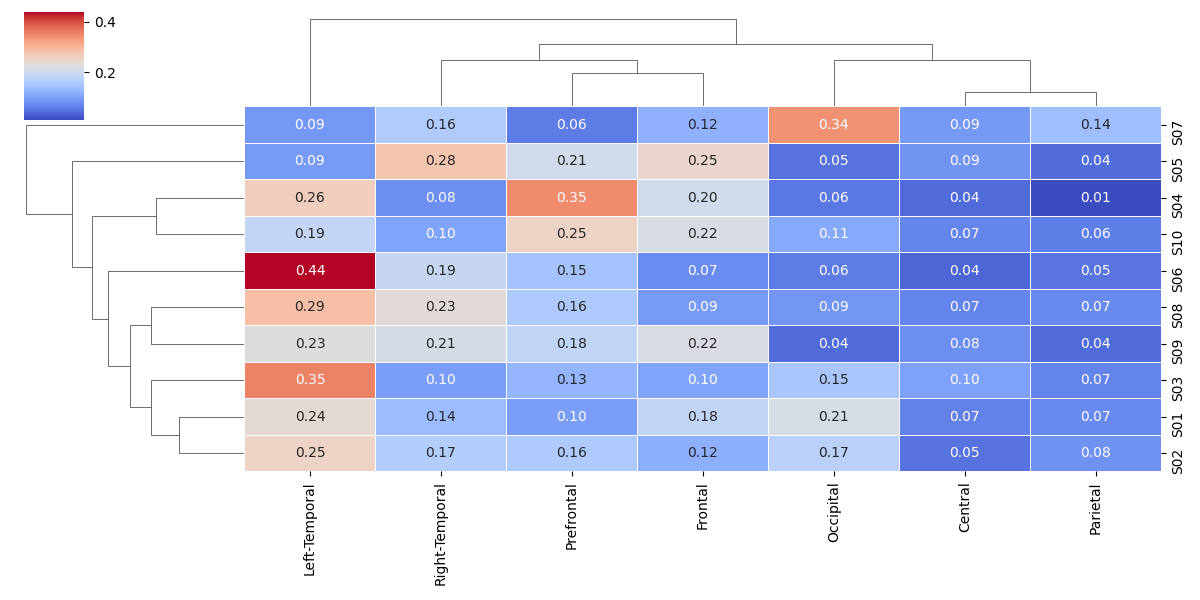 0.4
0.2
0.09 0.16 0.06 0.12 0.34 0.09 0.14 S07
0.09 0.28 0.21 0.25 0.05 0.09 0.04 S05
0.26 0.08 0.35 0.20 0.06 0.04 0.01 S04
0.19 0.10 0.25 0.22 0.11 0.07 0.06 S10
0.44 0.19 0.15 0.07 0.06 0.04 0.05 S06
0.29 0.23 0.16 0.09 0.09 0.07 0.07 S08
0.23 0.21 0.18 0.22 0.04 0.08 0.04 S09
0.35 0.10 0.13 0.10 0.15 0.10 0.07 S03
0.24 0.14 0.10 0.18 0.21 0.07 0.07 S01
0.25 0.17 0.16 0.12 0.17 0.05 0.08 S02
Left-Temporal
Right-Temporal
Prefrontal
Frontal
Occipital
Central
Parietal